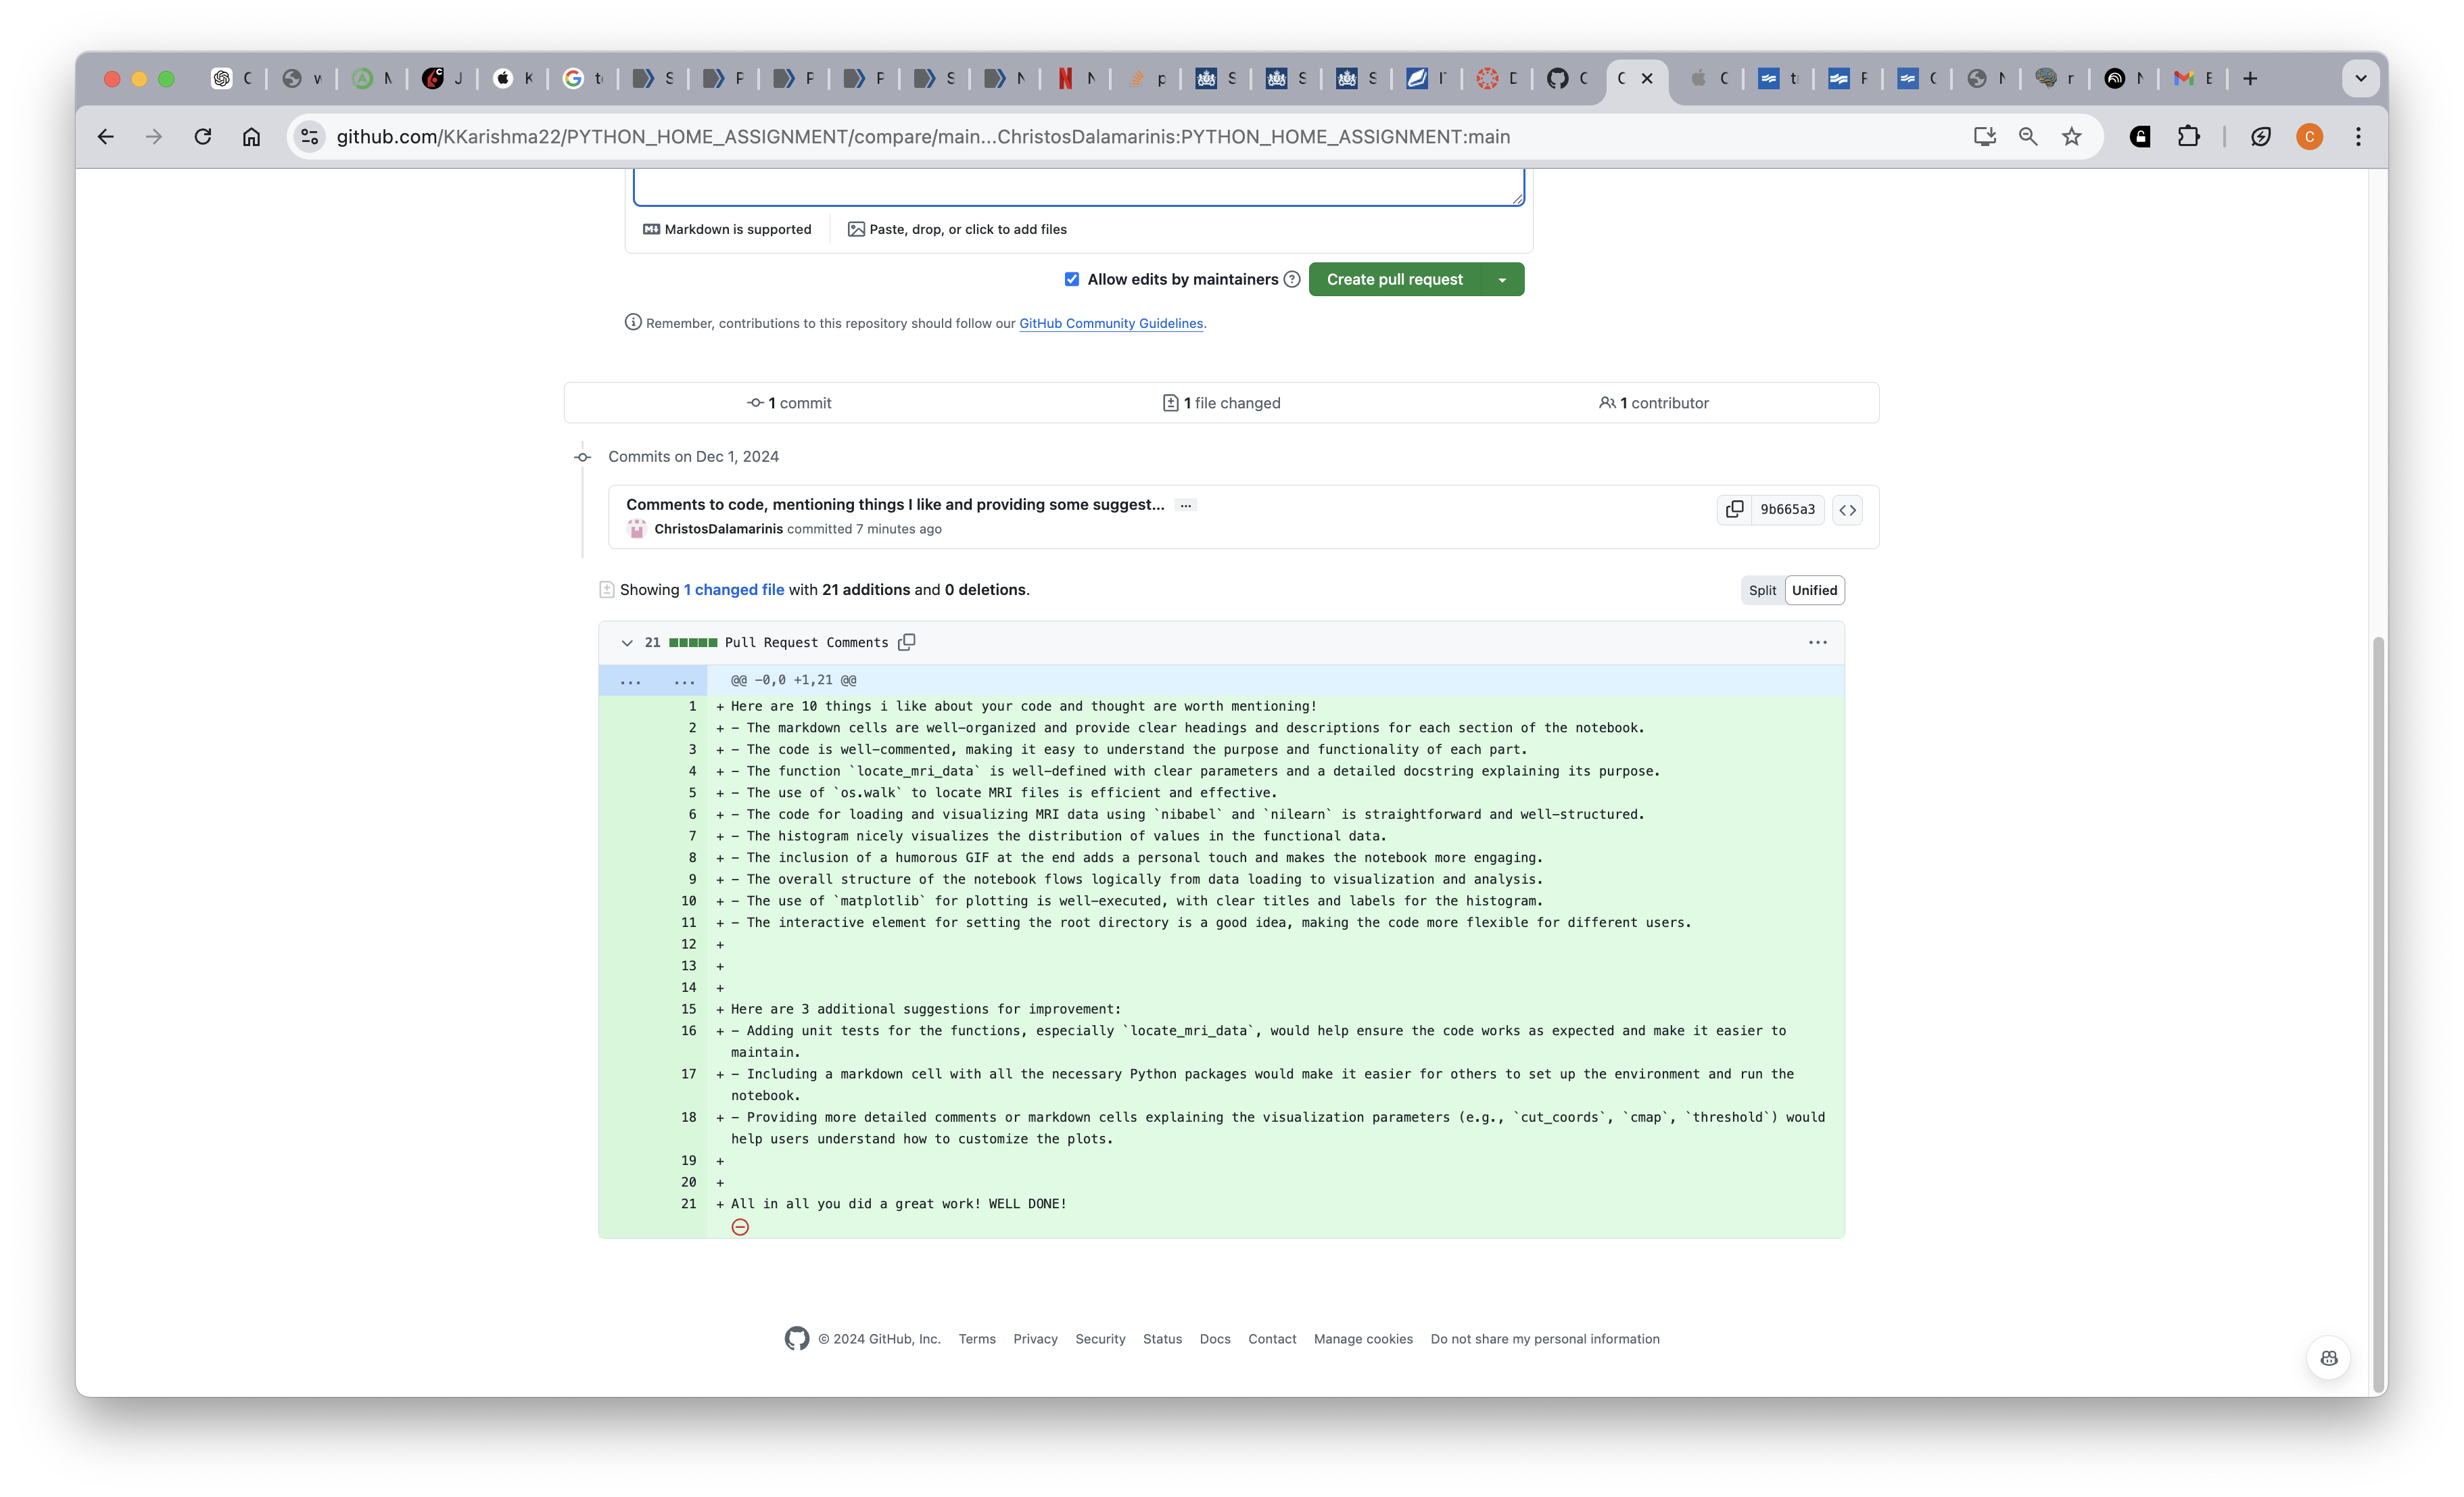 C w M J K t S P P P S N N p S S S I D C C C t F C N r N E
github.com/KKarishma22/PYTHON_HOME_ASSIGNMENT/compare/main...ChristosDalamarinis:PYTHON_HOME_ASSIGNMENT:main
C
Markdown is supported
Paste, drop, or click to add files
Allow edits by maintainers
Create pull request
Remember, contributions to this repository should follow our GitHub Community Guidelines.
1 commit
1 file changed
1 contributor
Commits on Dec 1, 2024
Comments to code, mentioning things I like and providing some suggest... ...
9b665a3
ChristosDalamarinis committed 7 minutes ago
Showing 1 changed file with 21 additions and 0 deletions.
Split Unified
21 Pull Request Comments
... ... @@ -0,0 +1,21 @@
1 + Here are 10 things i like about your code and thought are worth mentioning!
2 + - The markdown cells are well-organized and provide clear headings and descriptions for each section of the notebook.
3 + - The code is well-commented, making it easy to understand the purpose and functionality of each part.
4 + - The function `locate_mri_data` is well-defined with clear parameters and a detailed docstring explaining its purpose.
5 + - The use of `os.walk` to locate MRI files is efficient and effective.
6 + - The code for loading and visualizing MRI data using `nibabel` and `nilearn` is straightforward and well-structured.
7 + - The histogram nicely visualizes the distribution of values in the functional data.
8 + - The inclusion of a humorous GIF at the end adds a personal touch and makes the notebook more engaging.
9 + - The overall structure of the notebook flows logically from data loading to visualization and analysis.
10 + - The use of `matplotlib` for plotting is well-executed, with clear titles and labels for the histogram.
11 + - The interactive element for setting the root directory is a good idea, making the code more flexible for different users.
12 +
13 +
14 +
15 + Here are 3 additional suggestions for improvement:
16 + - Adding unit tests for the functions, especially `locate_mri_data`, would help ensure the code works as expected and make it easier to
maintain.
17 + - Including a markdown cell with all the necessary Python packages would make it easier for others to set up the environment and run the
notebook.
18 + - Providing more detailed comments or markdown cells explaining the visualization parameters (e.g., `cut_coords`, `cmap`, `threshold`) would
help users understand how to customize the plots.
19 +
20 +
21 + All in all you did a great work! WELL DONE!
© 2024 GitHub, Inc. Terms Privacy Security Status Docs Contact Manage cookies Do not share my personal information